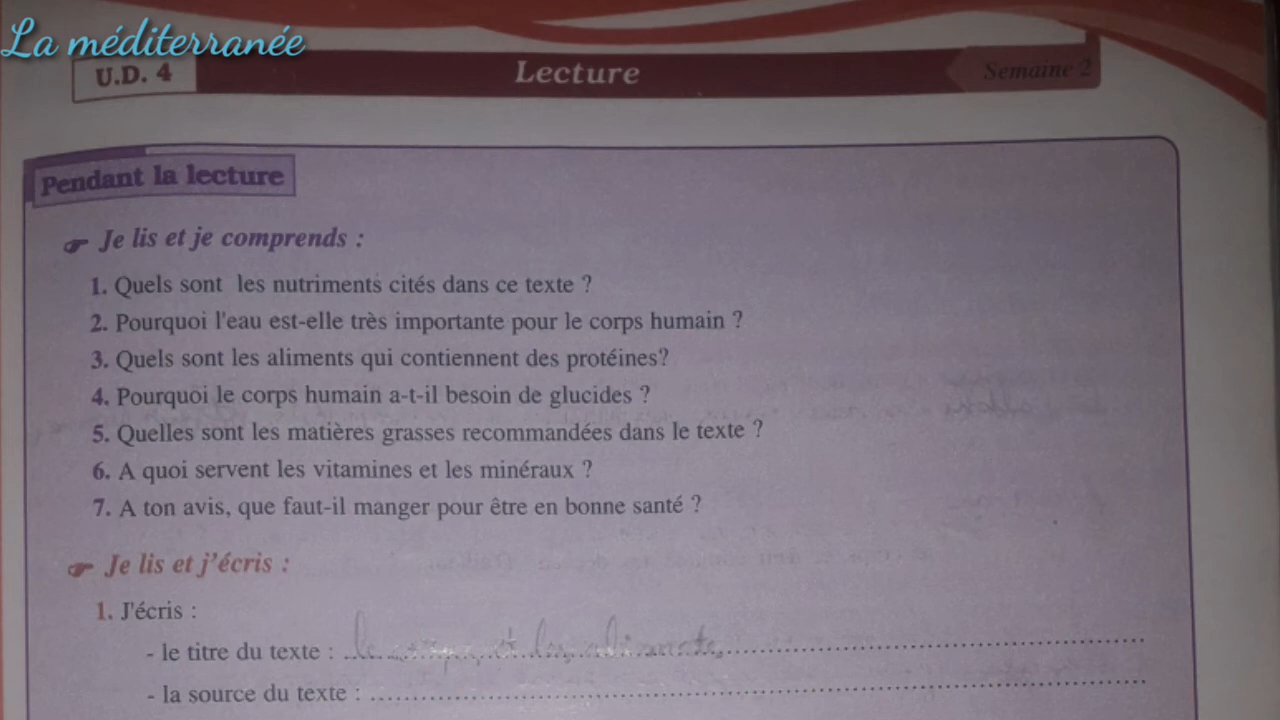 La méditerranée
U.D. 4 Lecture Semaine 2
Pendant la lecture
Je lis et je comprends :
1. Quels sont les nutriments cités dans ce texte ?
2. Pourquoi l'eau est-elle très importante pour le corps humain ?
3. Quels sont les aliments qui contiennent des protéines?
4. Pourquoi le corps humain a-t-il besoin de glucides ?
5. Quelles sont les matières grasses recommandées dans le texte ?
6. A quoi servent les vitamines et les minéraux ?
7. A ton avis, que faut-il manger pour être en bonne santé ?
Je lis et j'écris :
1. J'écris :
- le titre du texte : le corps et les aliments
- la source du texte :